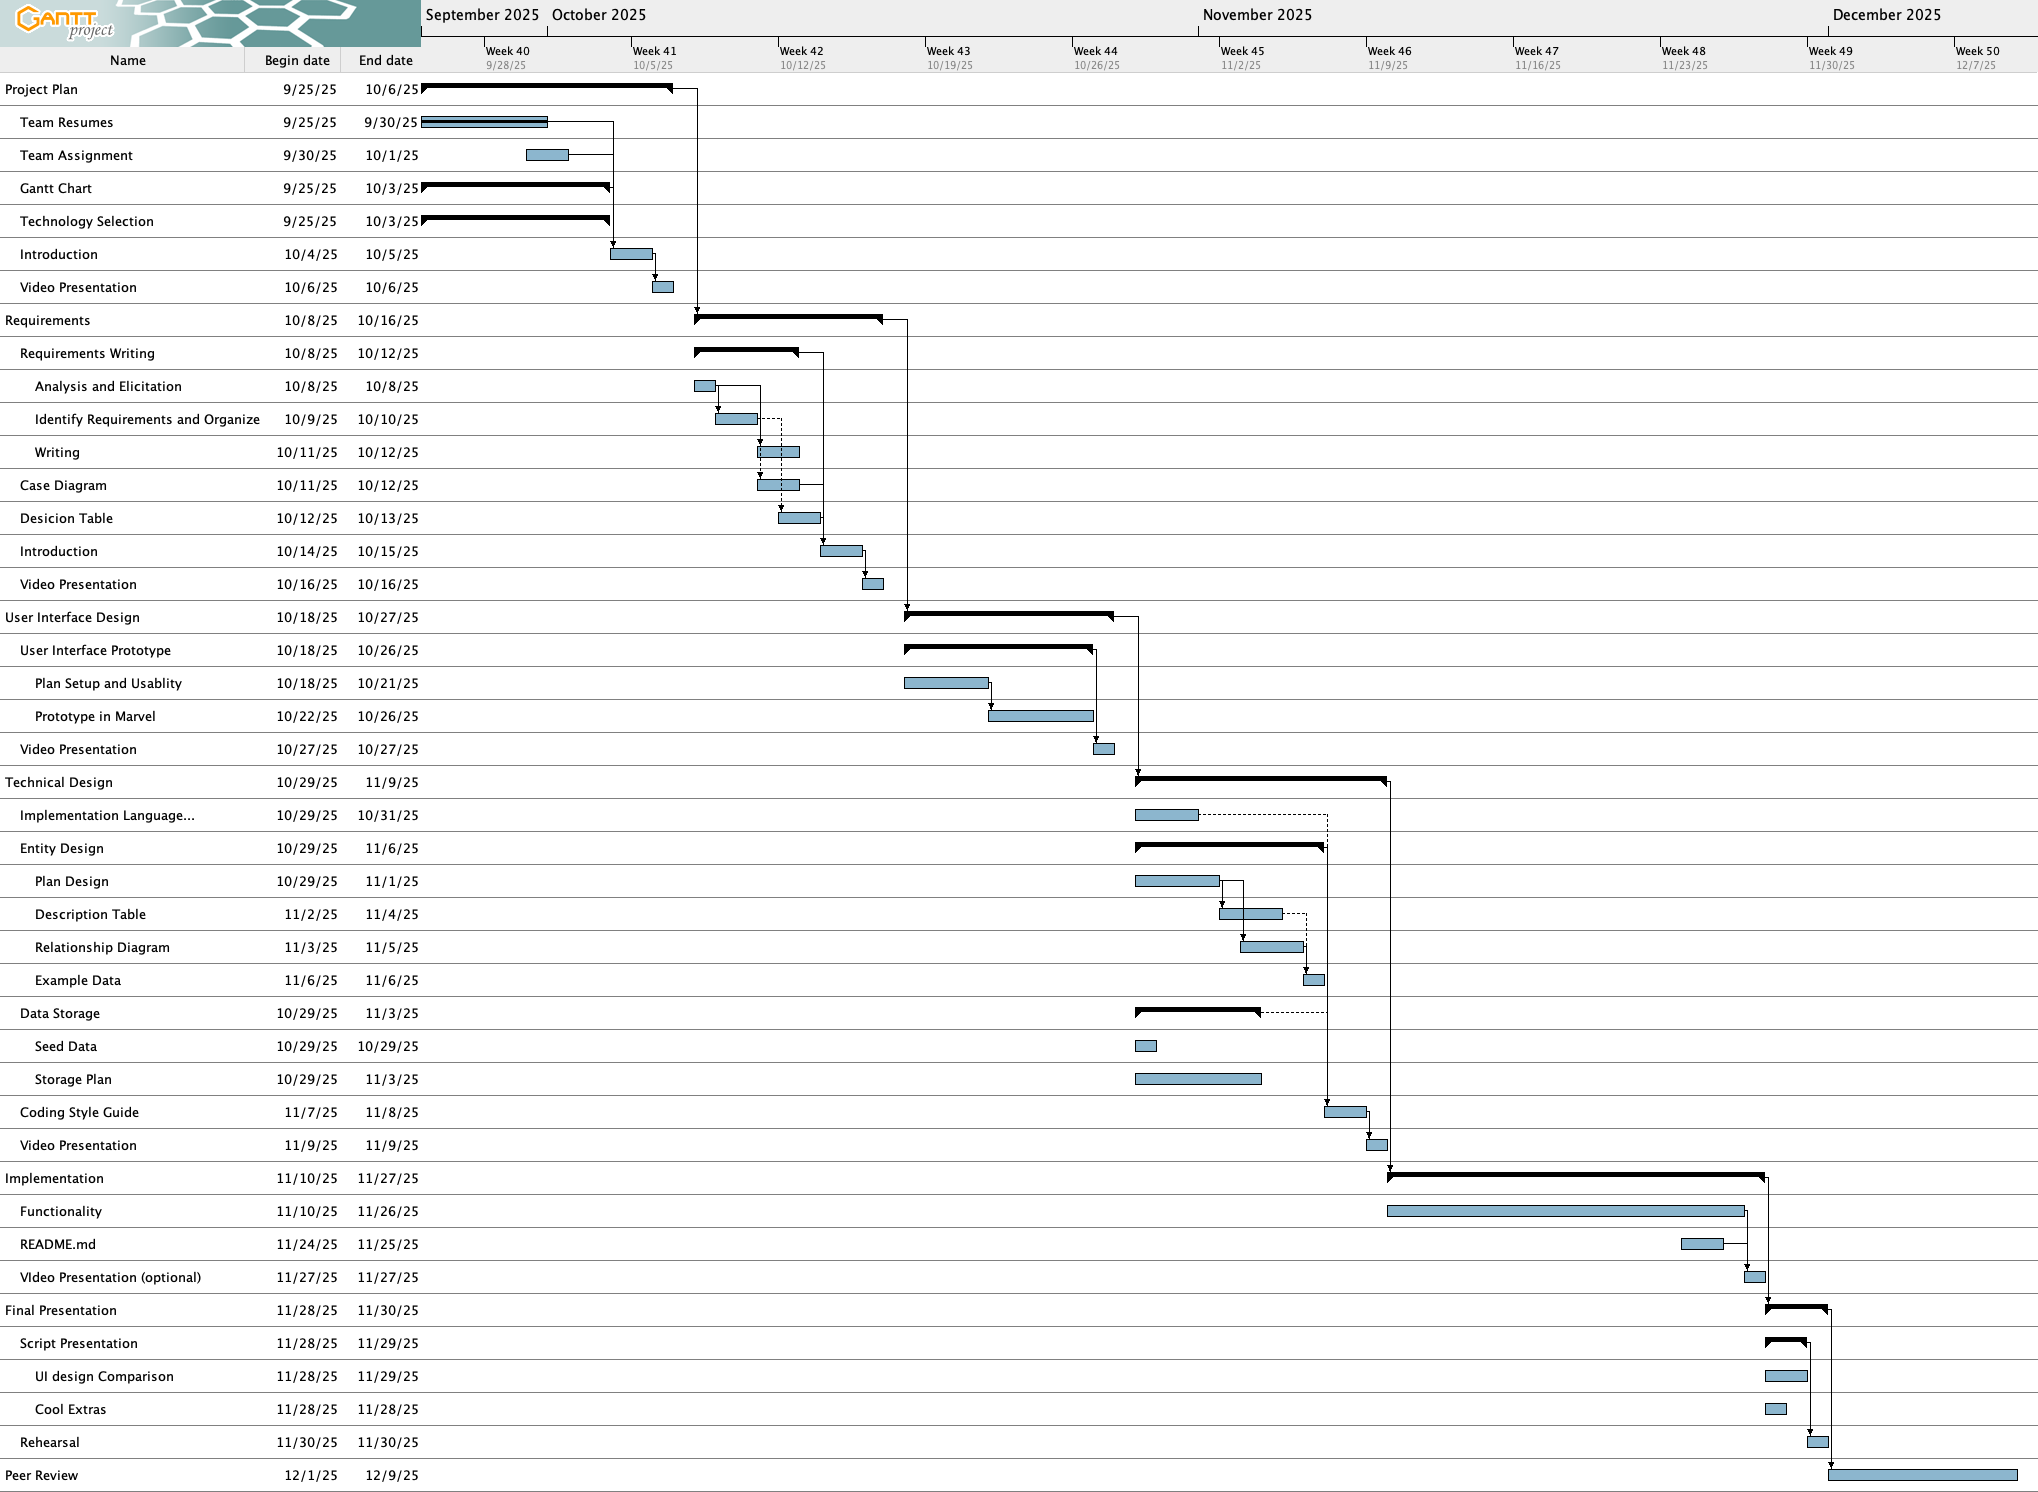 GANTT
project
September 2025 October 2025 November 2025 December 2025
Week 40 Week 41 Week 42 Week 43 Week 44 Week 45 Week 46 Week 47 Week 48 Week 49 Week 50
Name Begin date End date 9/28/25 10/5/25 10/12/25 10/19/25 10/26/25 11/2/25 11/9/25 11/16/25 11/23/25 11/30/25 12/7/25
Project Plan 9/25/25 10/6/25
Team Resumes 9/25/25 9/30/25
Team Assignment 9/30/25 10/1/25
Gantt Chart 9/25/25 10/3/25
Technology Selection 9/25/25 10/3/25
Introduction 10/4/25 10/5/25
Video Presentation 10/6/25 10/6/25
Requirements 10/8/25 10/16/25
Requirements Writing 10/8/25 10/12/25
Analysis and Elicitation 10/8/25 10/8/25
Identify Requirements and Organize 10/9/25 10/10/25
Writing 10/11/25 10/12/25
Case Diagram 10/11/25 10/12/25
Desicion Table 10/12/25 10/13/25
Introduction 10/14/25 10/15/25
Video Presentation 10/16/25 10/16/25
User Interface Design 10/18/25 10/27/25
User Interface Prototype 10/18/25 10/26/25
Plan Setup and Usablity 10/18/25 10/21/25
Prototype in Marvel 10/22/25 10/26/25
Video Presentation 10/27/25 10/27/25
Technical Design 10/29/25 11/9/25
Implementation Language... 10/29/25 10/31/25
Entity Design 10/29/25 11/6/25
Plan Design 10/29/25 11/1/25
Description Table 11/2/25 11/4/25
Relationship Diagram 11/3/25 11/5/25
Example Data 11/6/25 11/6/25
Data Storage 10/29/25 11/3/25
Seed Data 10/29/25 10/29/25
Storage Plan 10/29/25 11/3/25
Coding Style Guide 11/7/25 11/8/25
Video Presentation 11/9/25 11/9/25
Implementation 11/10/25 11/27/25
Functionality 11/10/25 11/26/25
README.md 11/24/25 11/25/25
VIdeo Presentation (optional) 11/27/25 11/27/25
Final Presentation 11/28/25 11/30/25
Script Presentation 11/28/25 11/29/25
UI design Comparison 11/28/25 11/29/25
Cool Extras 11/28/25 11/28/25
Rehearsal 11/30/25 11/30/25
Peer Review 12/1/25 12/9/25